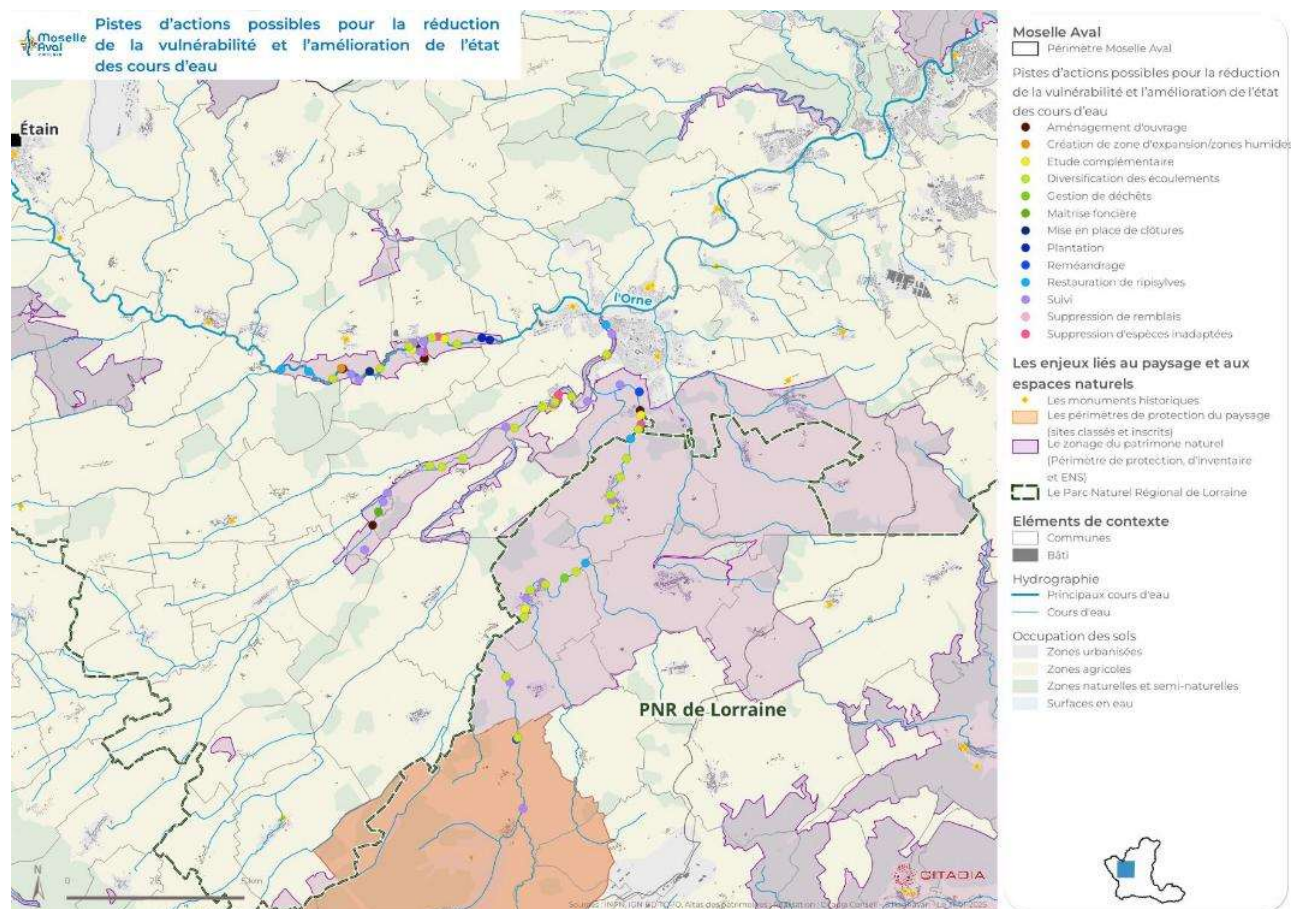 Moselle
Aval
Pistes d'actions possibles pour la réduction
de la vulnérabilité et l'amélioration de l'état
des cours d'eau
Étain
l'Orne
PNR de Lorraine
N
0
5 km
CITADIA
Moselle Aval
Périmètre Moselle Aval
Pistes d'actions possibles pour la réduction
de la vulnérabilité et l'amélioration de l'état
des cours d'eau
Aménagement d'ouvrage
Création de zone d'expansion/zones humides
Etude complémentaire
Diversification des écoulements
Gestion de déchêts
Maîtrise foncière
Mise en place de clôtures
Plantation
Reméandrage
Restauration de ripisylves
Suivi
Suppression de remblais
Suppression d'espèces inadaptées
Les enjeux liés au paysage et aux
espaces naturels
Les monuments historiques
Les périmètres de protection du paysage
(sites classés et inscrits)
Le zonage du patrimone naturel
(Périmètre de protection, d'inventaire
et ENS)
Le Parc Naturel Régional de Lorraine
Eléments de contexte
Communes
Bâti
Hydrographie
Principaux cours d'eau
Cours d'eau
Occupation des sols
Zones urbanisées
Zones agricoles
Zones naturelles et semi-naturelles
Surfaces en eau